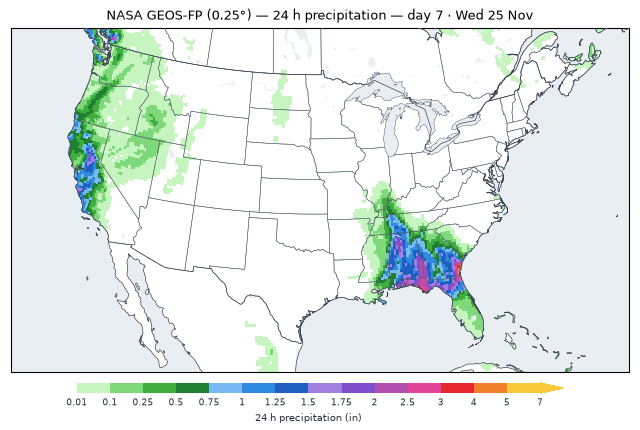 NASA GEOS-FP (0.25°) — 24 h precipitation — day 7 · Wed 25 Nov
0.01 0.1 0.25 0.5 0.75 1 1.25 1.5 1.75 2 2.5 3 4 5 7
24 h precipitation (in)